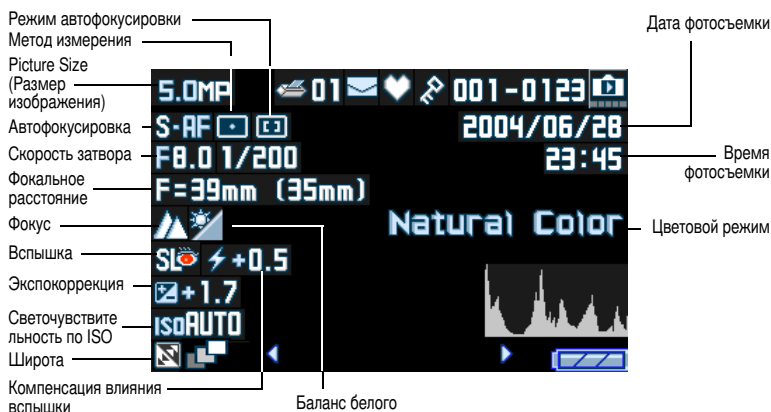 Режим автофокусировки
Метод измерения
Picture Size
(Размер
изображения)
Автофокусировка
Скорость затвора
Фокальное
расстояние
Фокус
Вспышка
Экспокоррекция
Светочувствите
льность по ISO
Широта
Компенсация влияния
вспышки
Баланс белого
5.0MP 01 001-0123
S-AF 2004/06/28
F8.0 1/200 23:45
F=39mm (35mm)
Natural Color
SL +0.5
+1.7
ISOAUTO
Дата фотосъемки
Время
фотосъемки
Цветовой режим